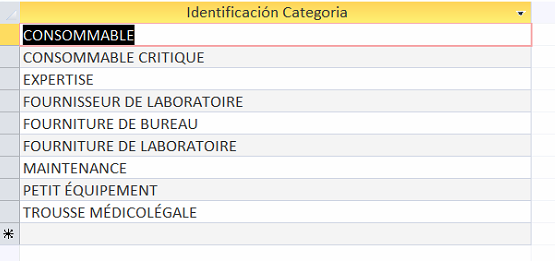 Identificación Categoria
CONSOMMABLE
CONSOMMABLE CRITIQUE
EXPERTISE
FOURNISSEUR DE LABORATOIRE
FOURNITURE DE BUREAU
FOURNITURE DE LABORATOIRE
MAINTENANCE
PETIT ÉQUIPEMENT
TROUSSE MÉDICOLÉGALE